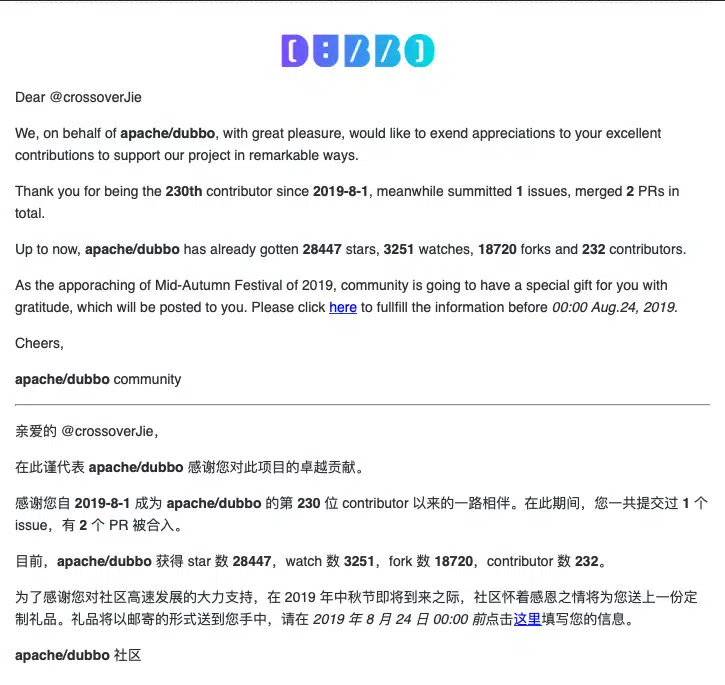 DUBBO
Dear @crossoverJie
We, on behalf of apache/dubbo, with great pleasure, would like to exend appreciations to your excellent
contributions to support our project in remarkable ways.
Thank you for being the 230th contributor since 2019-8-1, meanwhile summitted 1 issues, merged 2 PRs in
total.
Up to now, apache/dubbo has already gotten 28447 stars, 3251 watches, 18720 forks and 232 contributors.
As the apporaching of Mid-Autumn Festival of 2019, community is going to have a special gift for you with
gratitude, which will be posted to you. Please click here to fullfill the information before 00:00 Aug.24, 2019.
Cheers,
apache/dubbo community
亲爱的 @crossoverJie，
在此谨代表 apache/dubbo 感谢您对此项目的卓越贡献。
感谢您自 2019-8-1 成为 apache/dubbo 的第 230 位 contributor 以来的一路相伴。在此期间，您一共提交过 1 个
issue，有 2 个 PR 被合入。
目前，apache/dubbo 获得 star 数 28447，watch 数 3251，fork 数 18720，contributor 数 232。
为了感谢您对社区高速发展的大力支持，在 2019 年中秋节即将到来之际，社区怀着感恩之情将为您送上一份定
制礼品。礼品将以邮寄的形式送到您手中，请在 2019 年 8 月 24 日 00:00 前点击这里填写您的信息。
apache/dubbo 社区